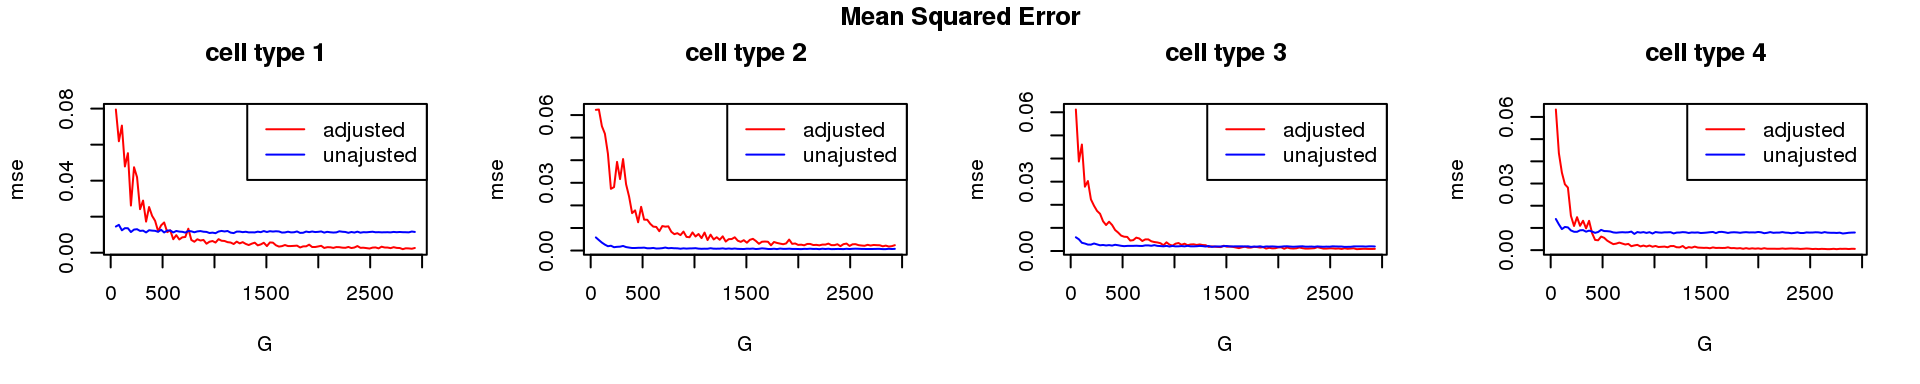 Mean Squared Error
cell type 1
mse
0.00 0.04 0.08
adjusted
unajusted
0 500 1500 2500
G
cell type 2
mse
0.00 0.03 0.06
adjusted
unajusted
0 500 1500 2500
G
cell type 3
mse
0.00 0.03 0.06
adjusted
unajusted
0 500 1500 2500
G
cell type 4
mse
0.00 0.03 0.06
adjusted
unajusted
0 500 1500 2500
G